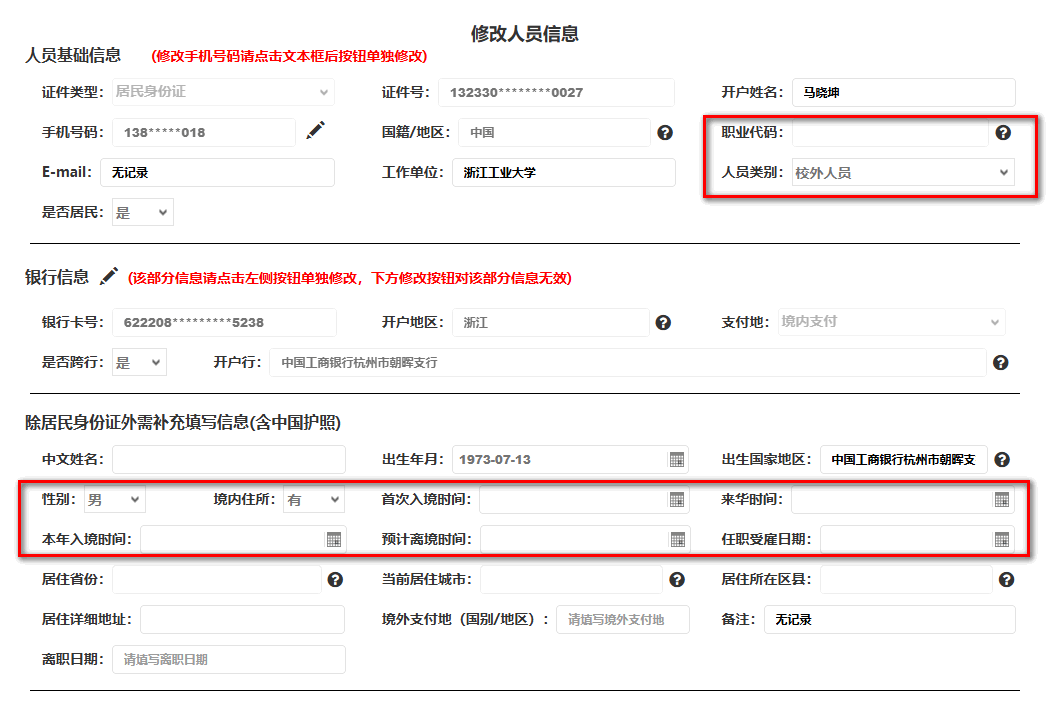 修改人员信息
人员基础信息 (修改手机号码请点击文本框后按钮单独修改)
证件类型: 居民身份证 证件号: 132330********0027 开户姓名: 马晓坤
手机号码: 138*****018 国籍/地区: 中国 职业代码:
E-mail: 无记录 工作单位: 浙江工业大学 人员类别: 校外人员
是否居民: 是
银行信息 (该部分信息请点击左侧按钮单独修改，下方修改按钮对该部分信息无效)
银行卡号: 622208*********5238 开户地区: 浙江 支付地: 境内支付
是否跨行: 是 开户行: 中国工商银行杭州市朝晖支行
除居民身份证外需补充填写信息(含中国护照)
中文姓名: 出生年月: 1973-07-13 出生国家地区: 中国工商银行杭州市朝晖支
性别: 男 境内住所: 有 首次入境时间: 来华时间:
本年入境时间: 预计离境时间: 任职受雇日期:
居住省份: 当前居住城市: 居住所在区县:
居住详细地址: 境外支付地（国别/地区）: 请填写境外支付地 备注: 无记录
离职日期: 请填写离职日期